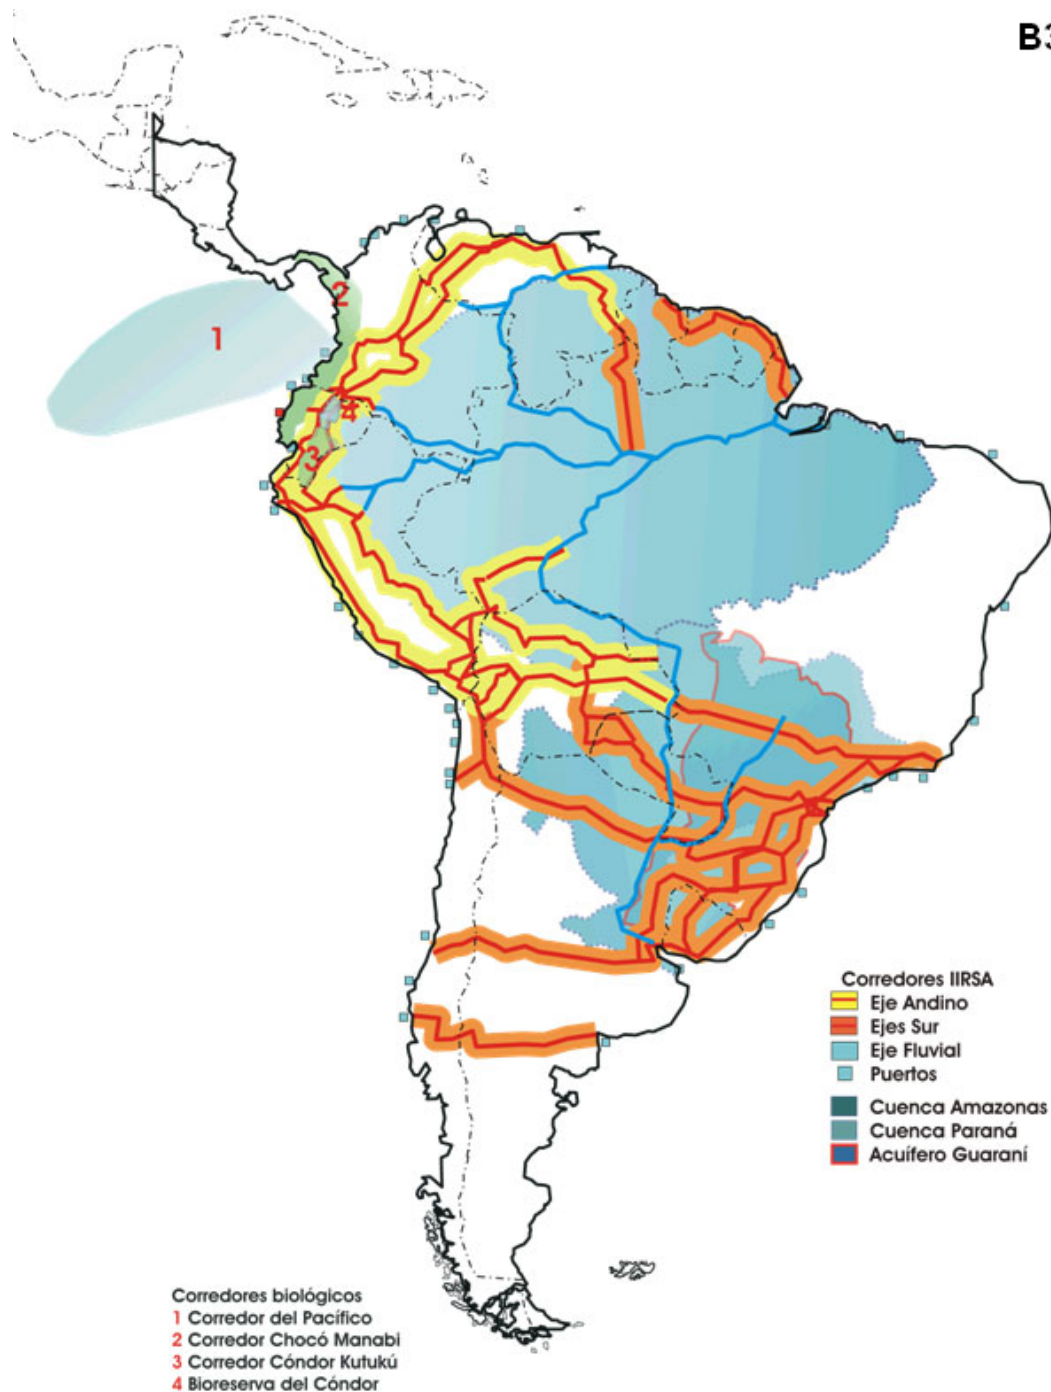 B3
1
2
4
3
Corredores IIRSA
Eje Andino
Ejes Sur
Eje Fluvial
Puertos
Cuenca Amazonas
Cuenca Paraná
Acuífero Guaraní
Corredores biológicos
1 Corredor del Pacífico
2 Corredor Chocó Manabi
3 Corredor Cóndor Kutukú
4 Bioreserva del Cóndor